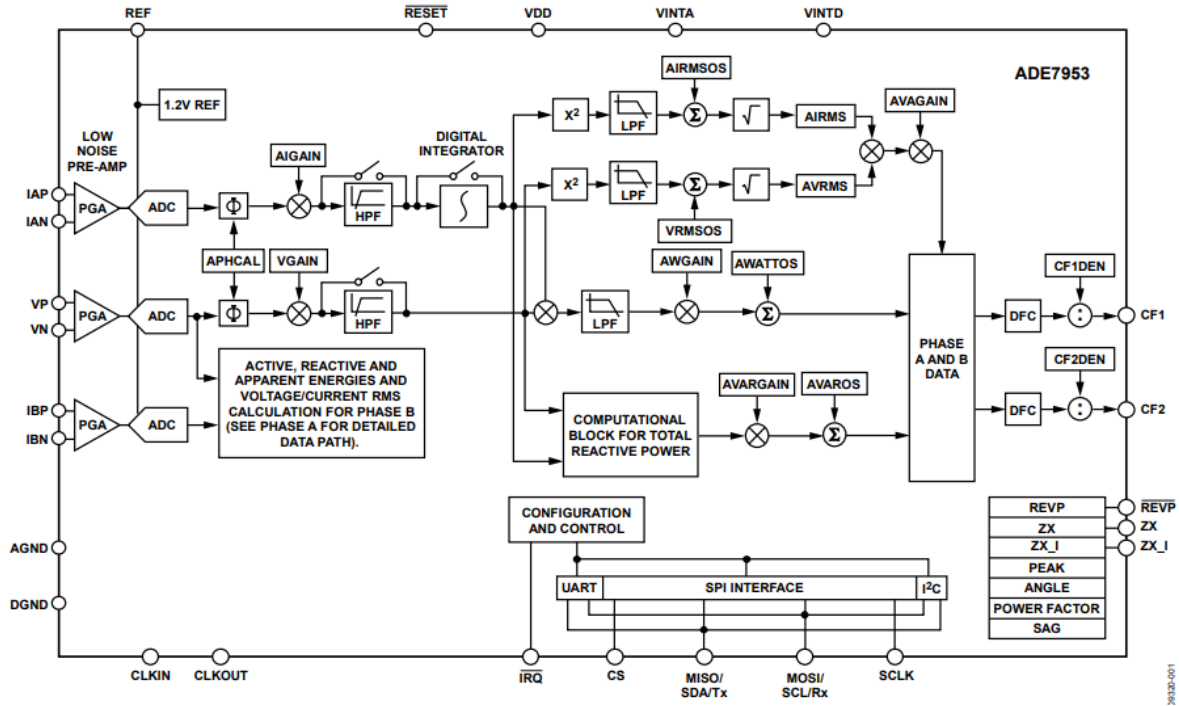 REF
RESET
VDD
VINTA
VINTD
ADE7953
1.2V REF
LOW
NOISE
PRE-AMP
AIGAIN
DIGITAL
INTEGRATOR
AIRMSOS
AVAGAIN
X²
LPF
Σ
√
AIRMS
IAP
IAN
PGA
ADC
Φ
HPF
∫
X²
LPF
Σ
√
AVRMS
VRMSOS
APHCAL
VGAIN
AWGAIN
AWATTOS
VP
VN
PGA
ADC
Φ
HPF
LPF
Σ
PHASE
A AND B
DATA
CF1DEN
DFC
:
CF1
CF2DEN
DFC
:
CF2
ACTIVE, REACTIVE AND
APPARENT ENERGIES AND
VOLTAGE/CURRENT RMS
CALCULATION FOR PHASE B
(SEE PHASE A FOR DETAILED
DATA PATH).
IBP
IBN
PGA
ADC
COMPUTATIONAL
BLOCK FOR TOTAL
REACTIVE POWER
AVARGAIN
AVAROS
Σ
CONFIGURATION
AND CONTROL
REVP
ZX
ZX_I
PEAK
ANGLE
POWER FACTOR
SAG
REVP
ZX
ZX_I
AGND
DGND
UART
SPI INTERFACE
I²C
CLKIN
CLKOUT
IRQ
CS
MISO/
SDA/Tx
MOSI/
SCL/Rx
SCLK
09320-001